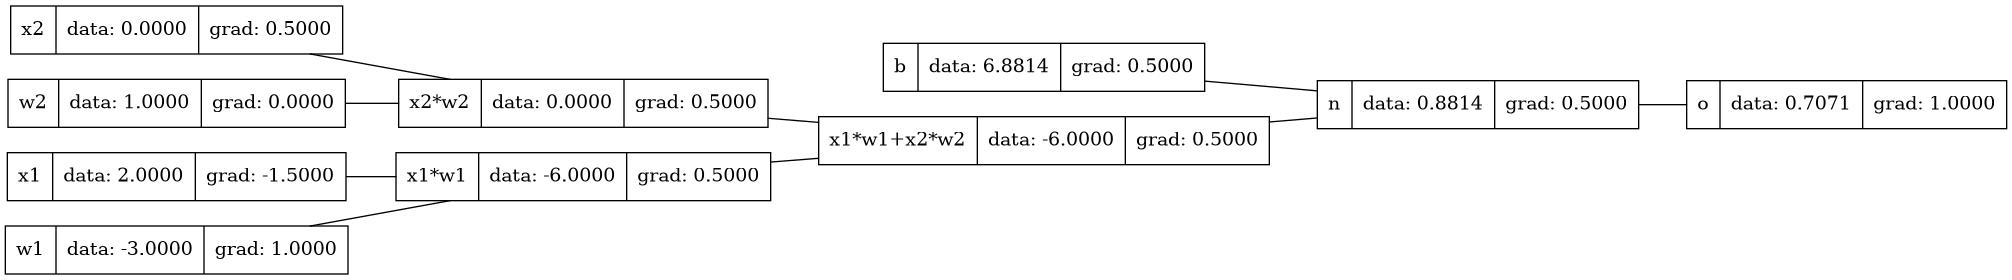 x2 data: 0.0000 grad: 0.5000
w2 data: 1.0000 grad: 0.0000
x1 data: 2.0000 grad: -1.5000
w1 data: -3.0000 grad: 1.0000
x2*w2 data: 0.0000 grad: 0.5000
x1*w1 data: -6.0000 grad: 0.5000
b data: 6.8814 grad: 0.5000
x1*w1+x2*w2 data: -6.0000 grad: 0.5000
n data: 0.8814 grad: 0.5000
o data: 0.7071 grad: 1.0000